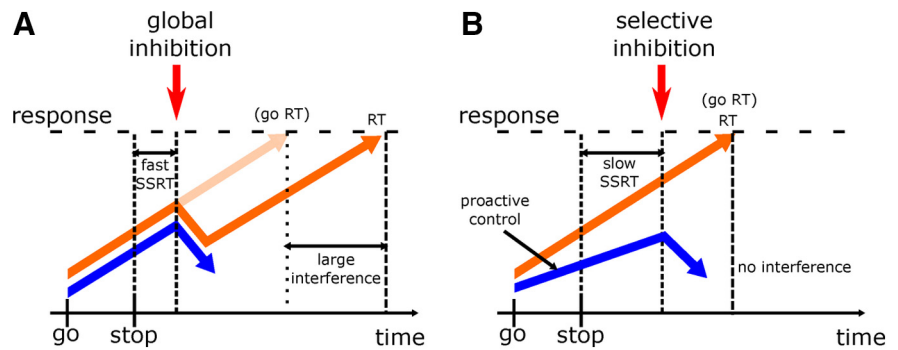 A
global
inhibition
response
(go RT)
RT
fast
SSRT
large
interference
go
stop
time
B
selective
inhibition
response
(go RT)
RT
slow
SSRT
proactive
control
no interference
go
stop
time